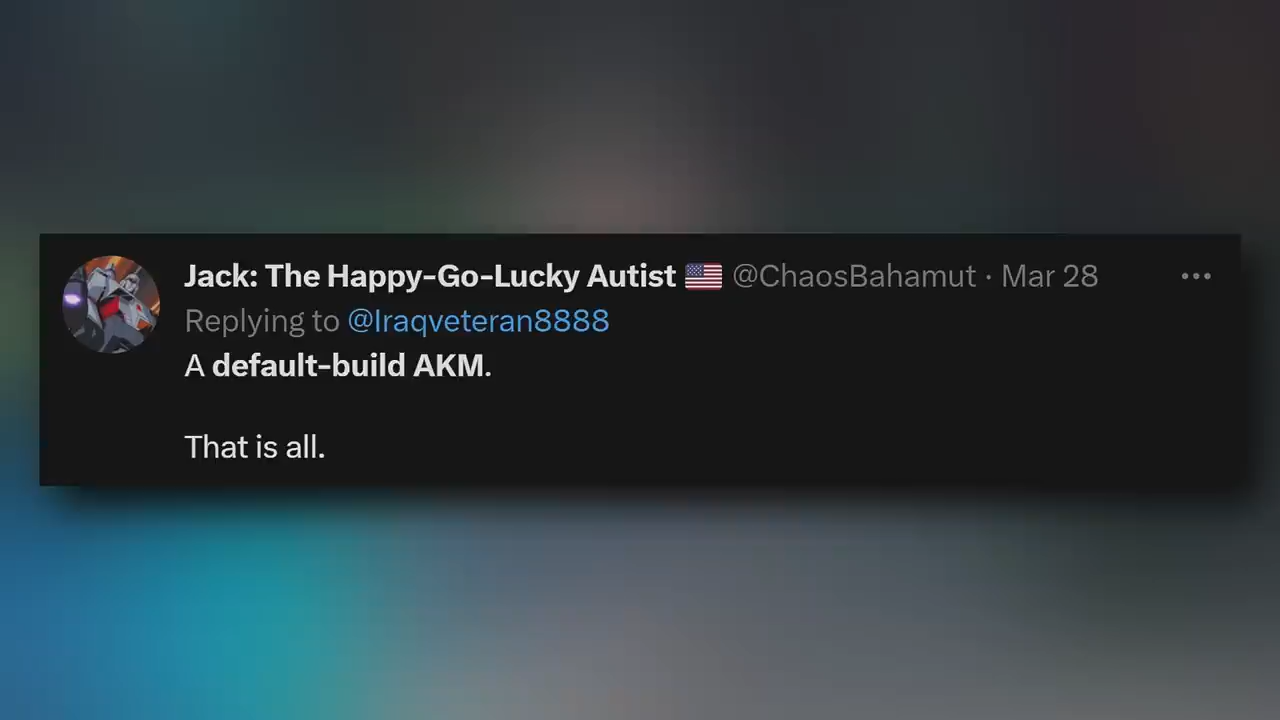 Jack: The Happy-Go-Lucky Autist 🇺🇸 @ChaosBahamut · Mar 28
Replying to @Iraqveteran8888
A default-build AKM.
That is all.